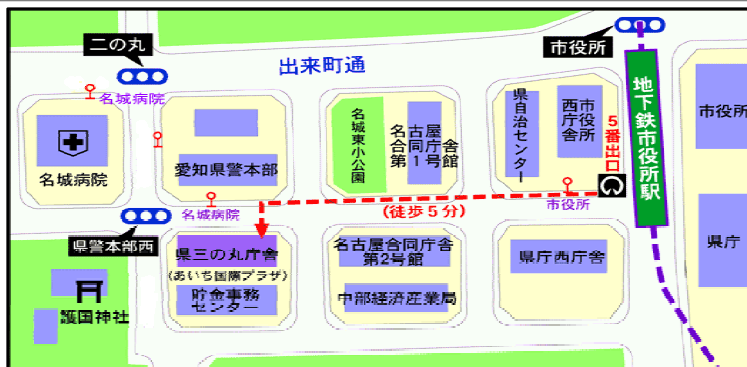 二の丸
市役所
出来町通
名城病院
名城病院
愛知県警本部
名城東小公園
名古屋
合同庁舎
第1号館
県自治センター
西庁舎
市役所
5番出口
地下鉄市役所駅
市役所
県庁
名城病院
市役所
(徒歩5分)
県警本部西
県三の丸庁舎
(あいち国際プラザ)
貯金事務
センター
名古屋合同庁舎
第2号館
中部経済産業局
県庁西庁舎
護国神社